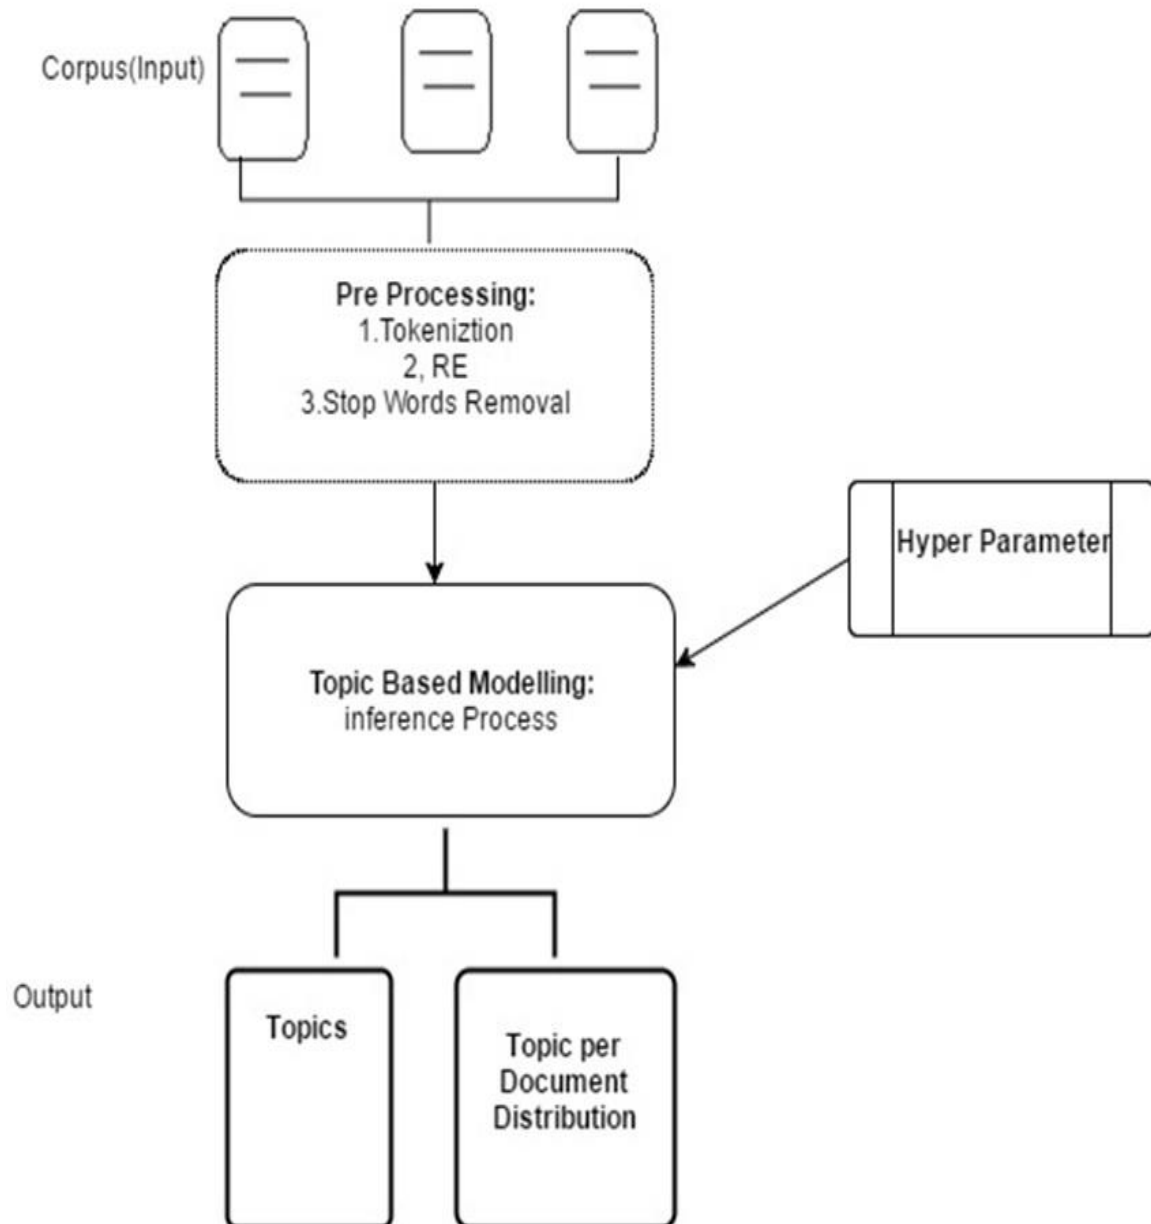 Corpus(Input)
Pre Processing:
1.Tokeniztion
2, RE
3.Stop Words Removal
Hyper Parameter
Topic Based Modelling:
inference Process
Output
Topics
Topic per
Document
Distribution